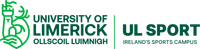 UNIVERSITY OF
LIMERICK
OLLSCOIL LUIMNIGH
UL SPORT
IRELAND'S SPORTS CAMPUS